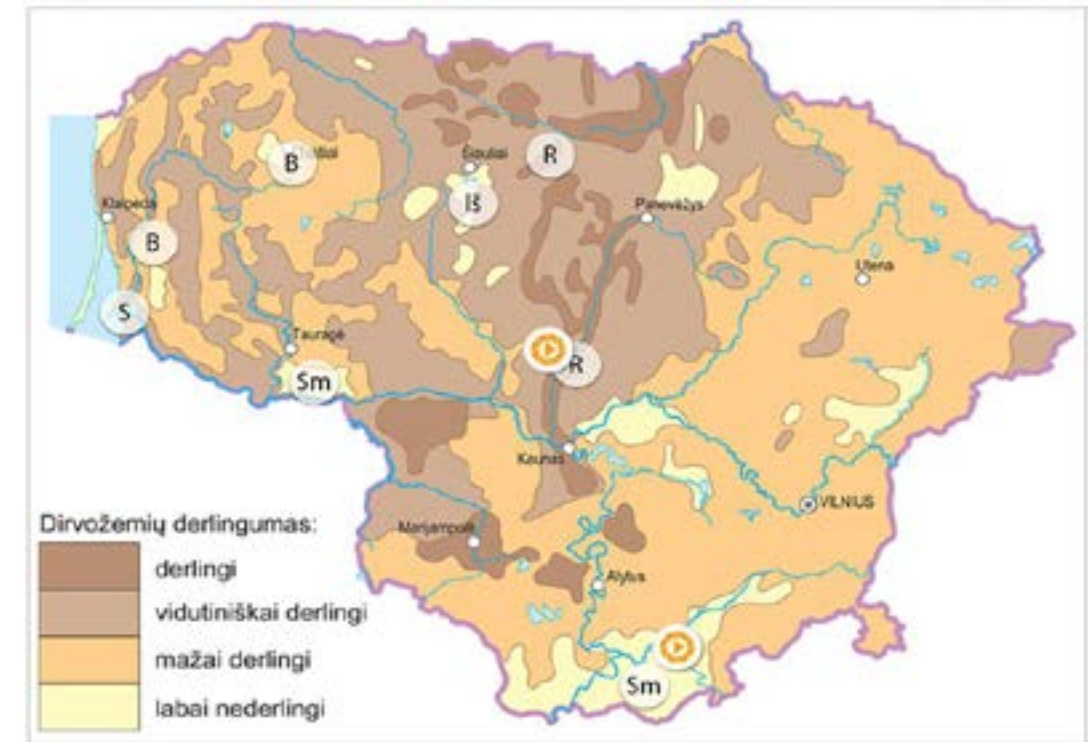 B
Šiauliai
R
Iš
Klaipėda
Panevėžys
B
Utena
S
Tauragė
R
Sm
Kaunas
VILNIUS
Dirvožemių derlingumas:
Marijampolė
derlingi
Alytus
vidutiniškai derlingi
mažai derlingi
Sm
labai nederlingi